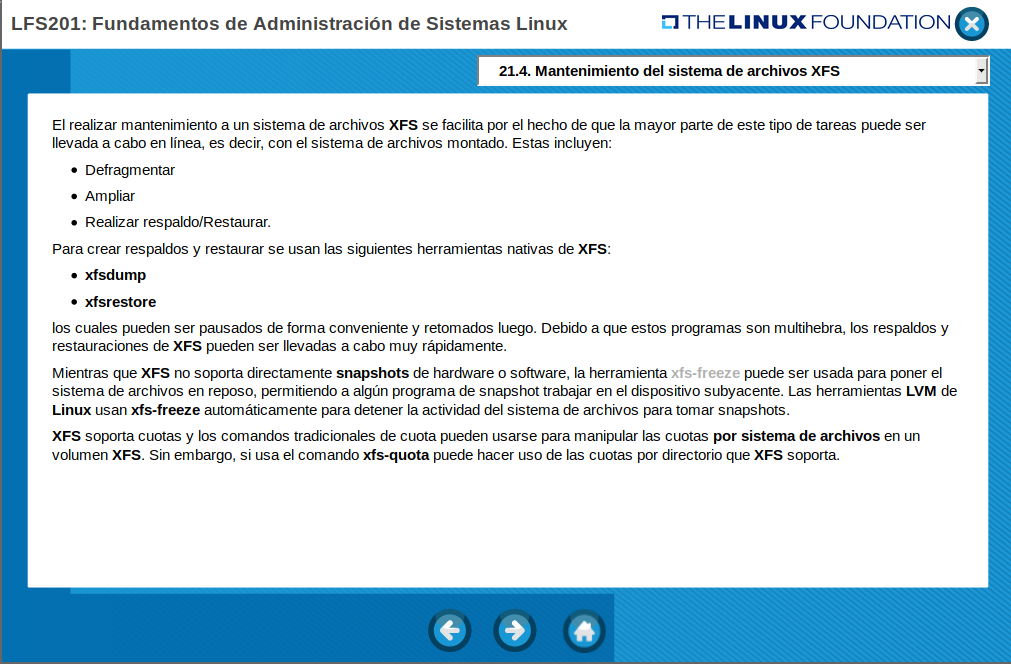 LFS201: Fundamentos de Administración de Sistemas Linux
THE LINUX FOUNDATION
21.4. Mantenimiento del sistema de archivos XFS
El realizar mantenimiento a un sistema de archivos XFS se facilita por el hecho de que la mayor parte de este tipo de tareas puede ser
llevada a cabo en línea, es decir, con el sistema de archivos montado. Estas incluyen:
• Defragmentar
• Ampliar
• Realizar respaldo/Restaurar.
Para crear respaldos y restaurar se usan las siguientes herramientas nativas de XFS:
• xfsdump
• xfsrestore
los cuales pueden ser pausados de forma conveniente y retomados luego. Debido a que estos programas son multihebra, los respaldos y
restauraciones de XFS pueden ser llevadas a cabo muy rápidamente.
Mientras que XFS no soporta directamente snapshots de hardware o software, la herramienta xfs-freeze puede ser usada para poner el
sistema de archivos en reposo, permitiendo a algún programa de snapshot trabajar en el dispositivo subyacente. Las herramientas LVM de
Linux usan xfs-freeze automáticamente para detener la actividad del sistema de archivos para tomar snapshots.
XFS soporta cuotas y los comandos tradicionales de cuota pueden usarse para manipular las cuotas por sistema de archivos en un
volumen XFS. Sin embargo, si usa el comando xfs-quota puede hacer uso de las cuotas por directorio que XFS soporta.